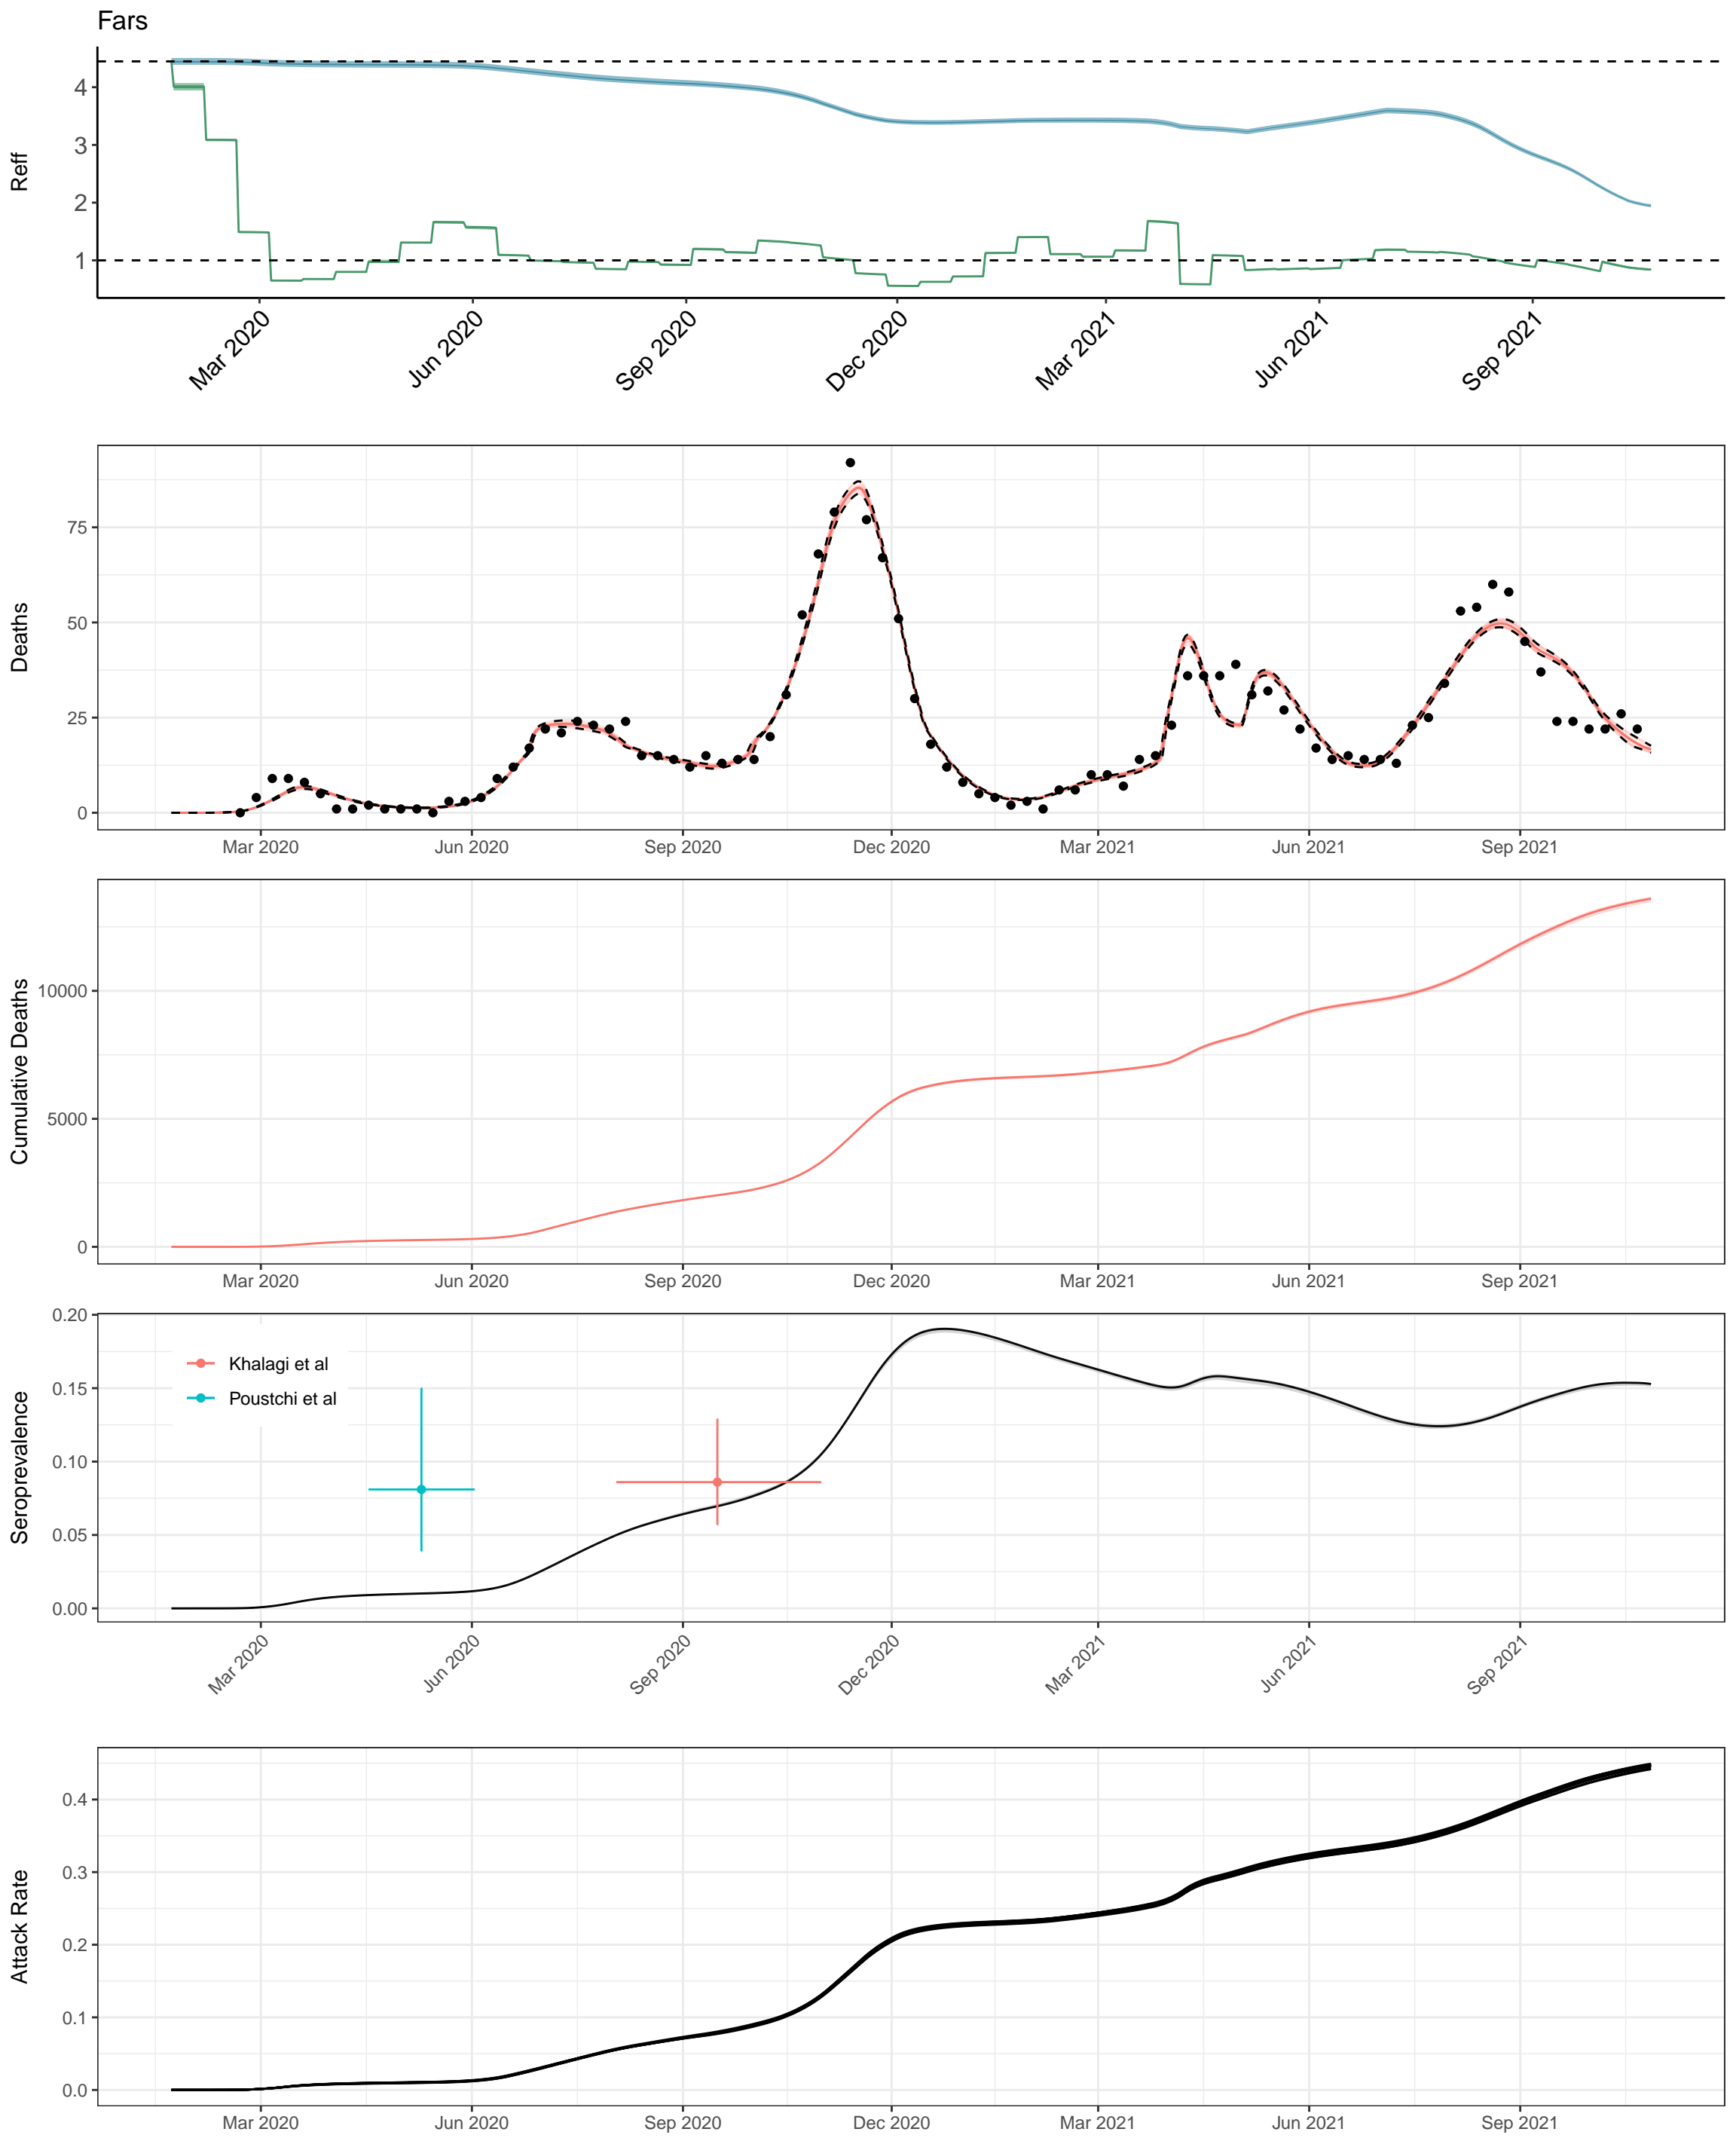 Fars
Reff
4
3
2
1
Mar 2020
Jun 2020
Sep 2020
Dec 2020
Mar 2021
Jun 2021
Sep 2021
Deaths
75
50
25
0
Mar 2020
Jun 2020
Sep 2020
Dec 2020
Mar 2021
Jun 2021
Sep 2021
Cumulative Deaths
10000
5000
0
Mar 2020
Jun 2020
Sep 2020
Dec 2020
Mar 2021
Jun 2021
Sep 2021
Seroprevalence
0.20
0.15
0.10
0.05
0.00
Khalagi et al
Poustchi et al
Mar 2020
Jun 2020
Sep 2020
Dec 2020
Mar 2021
Jun 2021
Sep 2021
Attack Rate
0.4
0.3
0.2
0.1
0.0
Mar 2020
Jun 2020
Sep 2020
Dec 2020
Mar 2021
Jun 2021
Sep 2021